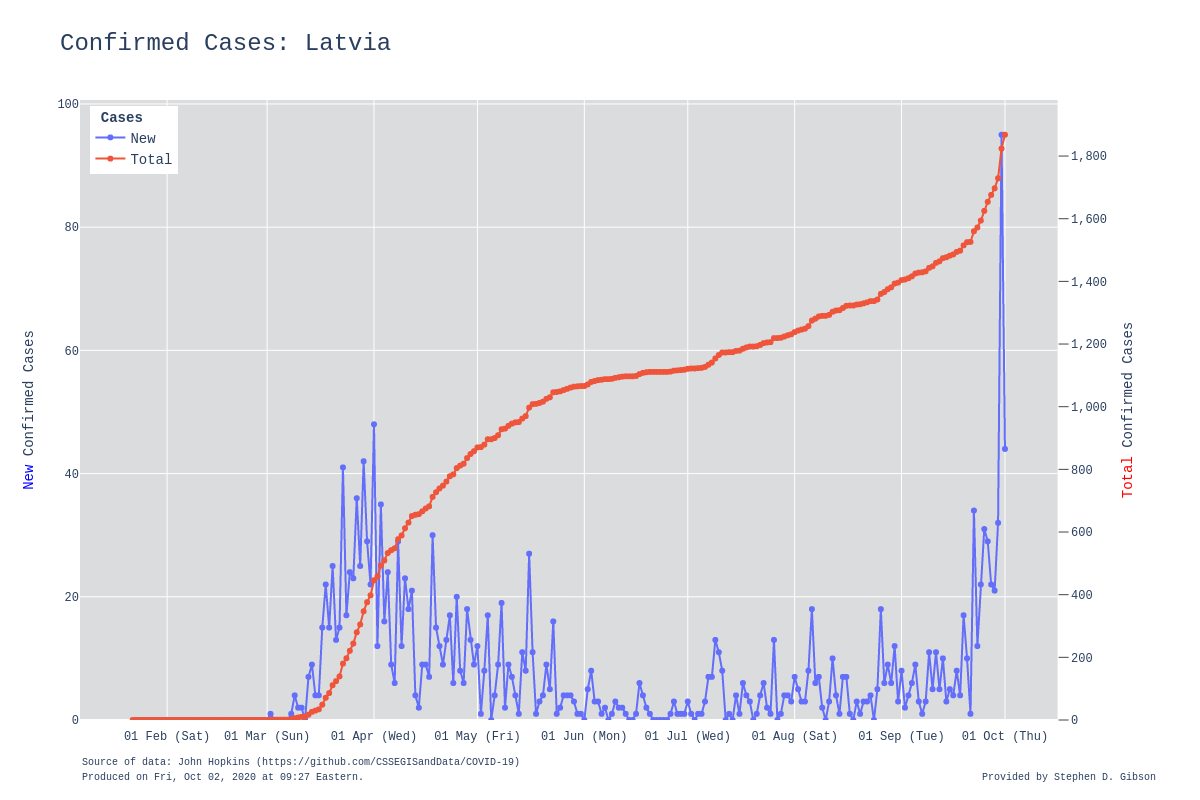 Confirmed Cases: Latvia
Cases
New
Total
100
80
60
40
20
0
1,800
1,600
1,400
1,200
1,000
800
600
400
200
0
New Confirmed Cases
Total Confirmed Cases
01 Feb (Sat) 01 Mar (Sun) 01 Apr (Wed) 01 May (Fri) 01 Jun (Mon) 01 Jul (Wed) 01 Aug (Sat) 01 Sep (Tue) 01 Oct (Thu)
Source of data: John Hopkins (https://github.com/CSSEGISandData/COVID-19)
Produced on Fri, Oct 02, 2020 at 09:27 Eastern.
Provided by Stephen D. Gibson